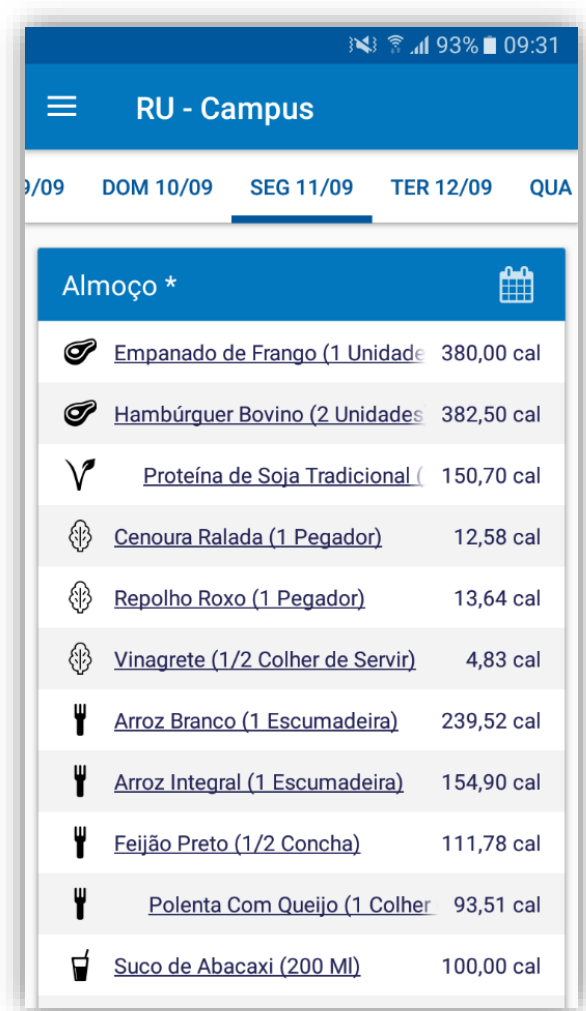 93% 09:31
RU - Campus
9/09 DOM 10/09 SEG 11/09 TER 12/09 QUA
Almoço *
Empanado de Frango (1 Unidade 380,00 cal
Hambúrguer Bovino (2 Unidades 382,50 cal
Proteína de Soja Tradicional ( 150,70 cal
Cenoura Ralada (1 Pegador) 12,58 cal
Repolho Roxo (1 Pegador) 13,64 cal
Vinagrete (1/2 Colher de Servir) 4,83 cal
Arroz Branco (1 Escumadeira) 239,52 cal
Arroz Integral (1 Escumadeira) 154,90 cal
Feijão Preto (1/2 Concha) 111,78 cal
Polenta Com Queijo (1 Colher 93,51 cal
Suco de Abacaxi (200 Ml) 100,00 cal